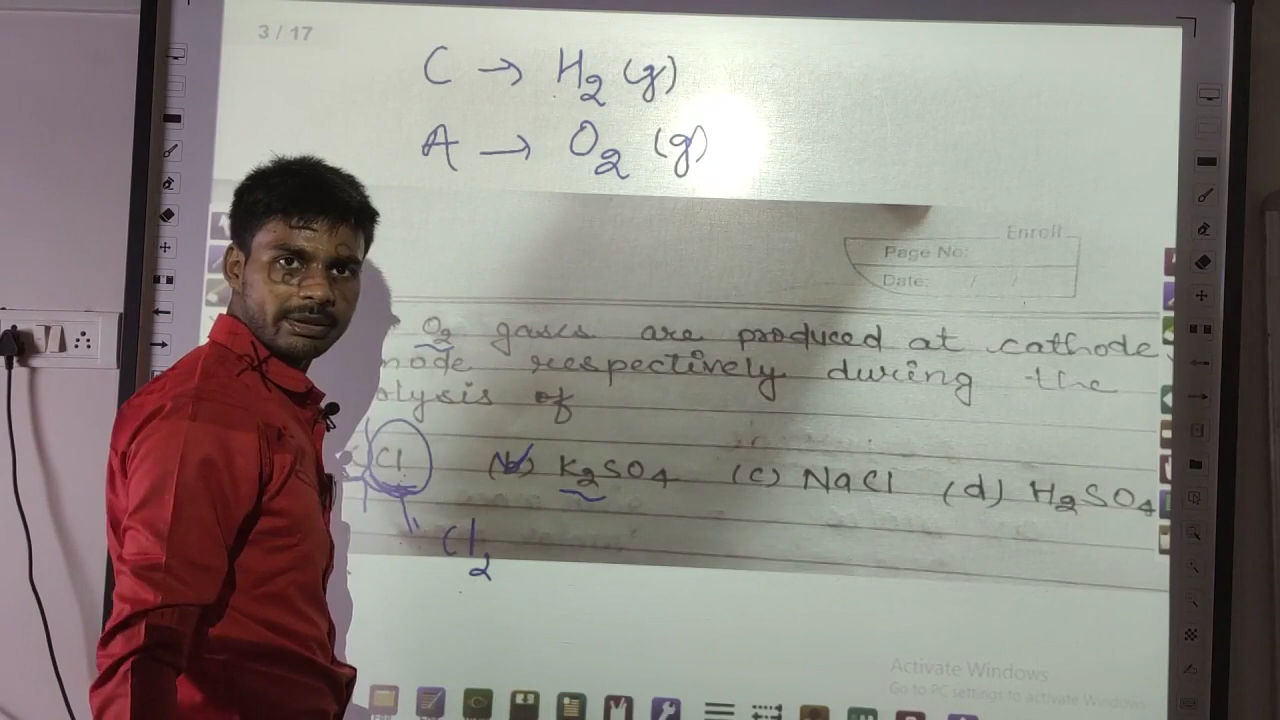 3 / 17
C → H₂ (g)
A → O₂ (g)
Enroll
Page No:
Date: / /
O₂ gases are produced at cathode
node respectively during the
olysis of
Cl (b) K₂SO₄ (c) NaCl (d) H₂SO₄
Cl₂
Activate Windows
Go to PC settings to activate Windows.